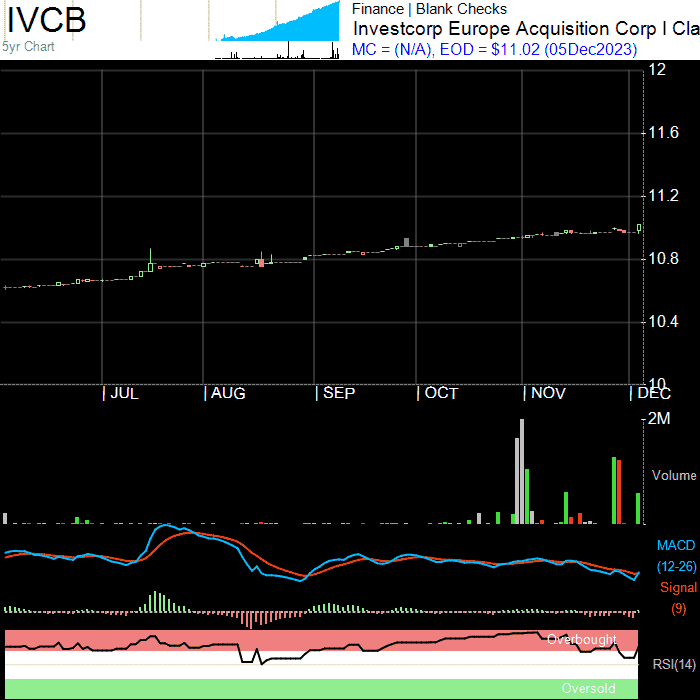 IVCB
5yr Chart
Finance | Blank Checks
Investcorp Europe Acquisition Corp I Cla
MC = (N/A), EOD = $11.02 (05Dec2023)
12
11.6
11.2
10.8
10.4
10
JUL AUG SEP OCT NOV DEC
2M
Volume
MACD
(12-26)
Signal
(9)
Overbought
RSI(14)
Oversold